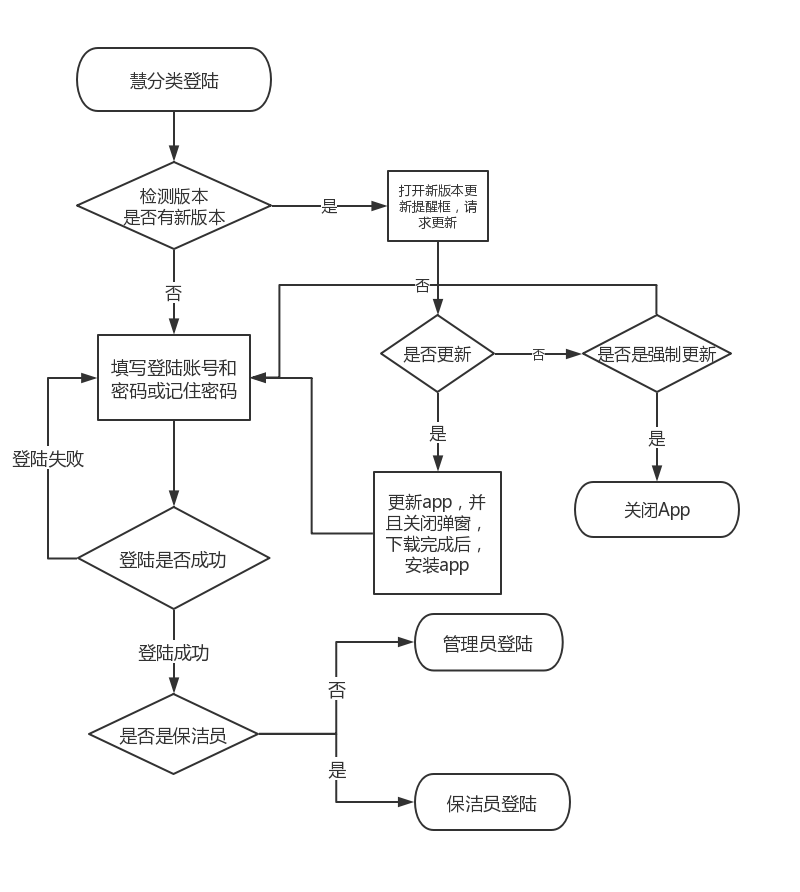 慧分类登陆
检测版本
是否有新版本
是
打开新版本更
新提醒框，请
求更新
否
否
填写登陆账号和
密码或记住密码
是否更新
否
是否是强制更新
是
是
登陆失败
更新app，并
且关闭弹窗，
下载完成后，
安装app
关闭App
登陆是否成功
登陆成功
管理员登陆
否
是否是保洁员
是
保洁员登陆